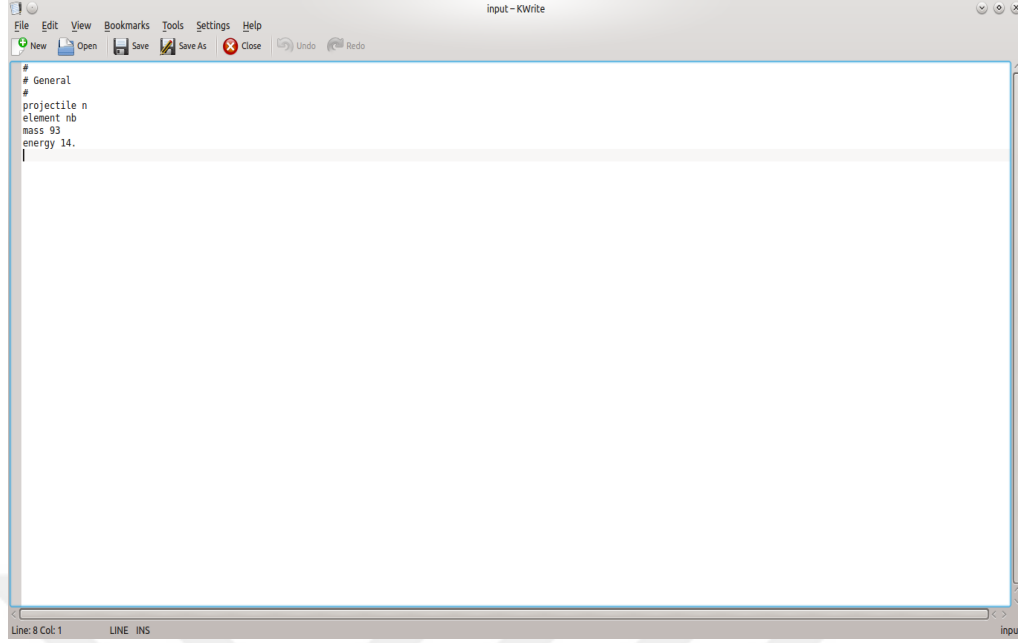 input – KWrite
File Edit View Bookmarks Tools Settings Help
New Open Save Save As Close Undo Redo
#
# General
#
projectile n
element nb
mass 93
energy 14.
Line: 8 Col: 1 LINE INS inpu